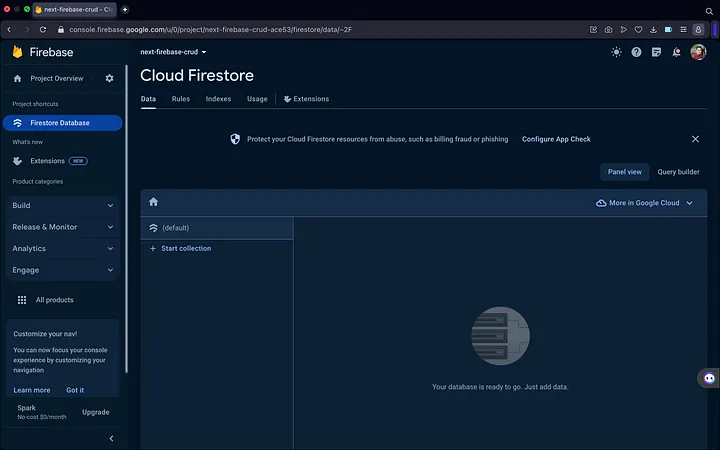 next-firebase-crud - Clo
console.firebase.google.com/u/0/project/next-firebase-crud-ace53/firestore/data/~2F
Firebase
next-firebase-crud
Project Overview
Cloud Firestore
Project shortcuts
Data
Rules
Indexes
Usage
Extensions
Firestore Database
What's new
Extensions
NEW
Protect your Cloud Firestore resources from abuse, such as billing fraud or phishing
Configure App Check
Product categories
Panel view
Query builder
Build
Release & Monitor
Analytics
Engage
All products
More in Google Cloud
(default)
Start collection
Your database is ready to go. Just add data.
Customize your nav!
You can now focus your console
experience by customizing your
navigation
Learn more
Got it
Spark
No-cost $0/month
Upgrade